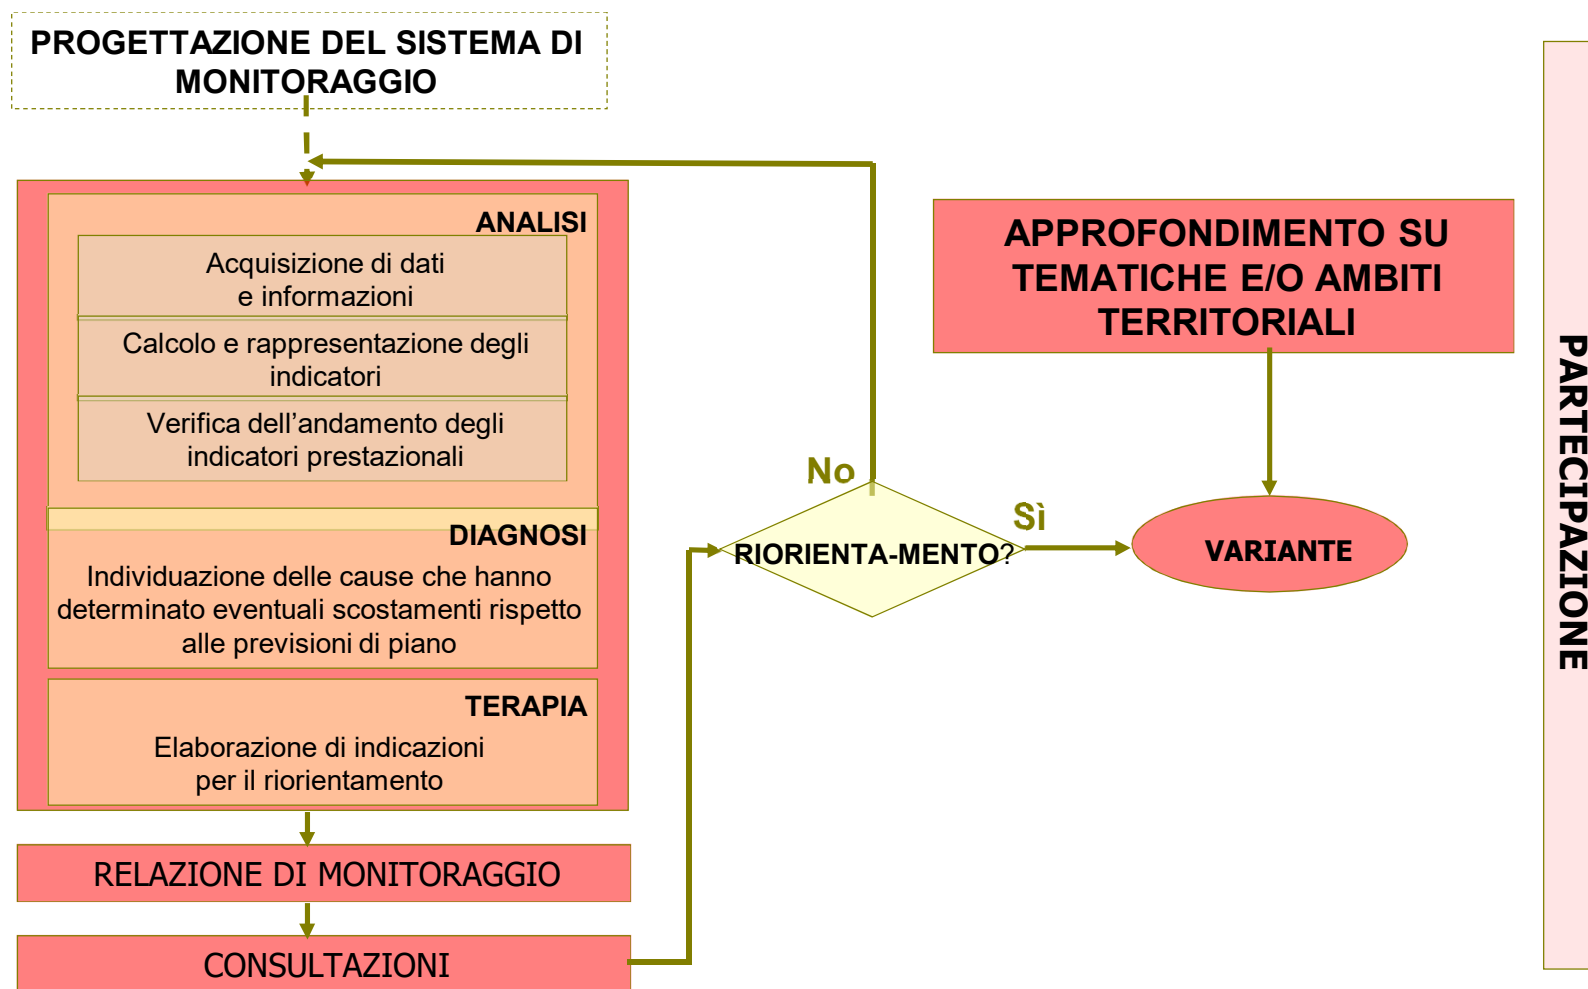 PROGETTAZIONE DEL SISTEMA DI
MONITORAGGIO
ANALISI
Acquisizione di dati
e informazioni
Calcolo e rappresentazione degli
indicatori
Verifica dell’andamento degli
indicatori prestazionali
DIAGNOSI
Individuazione delle cause che hanno
determinato eventuali scostamenti rispetto
alle previsioni di piano
TERAPIA
Elaborazione di indicazioni
per il riorientamento
RELAZIONE DI MONITORAGGIO
CONSULTAZIONI
No
RIORIENTA-MENTO?
Sì
APPROFONDIMENTO SU
TEMATICHE E/O AMBITI
TERRITORIALI
VARIANTE
PARTECIPAZIONE